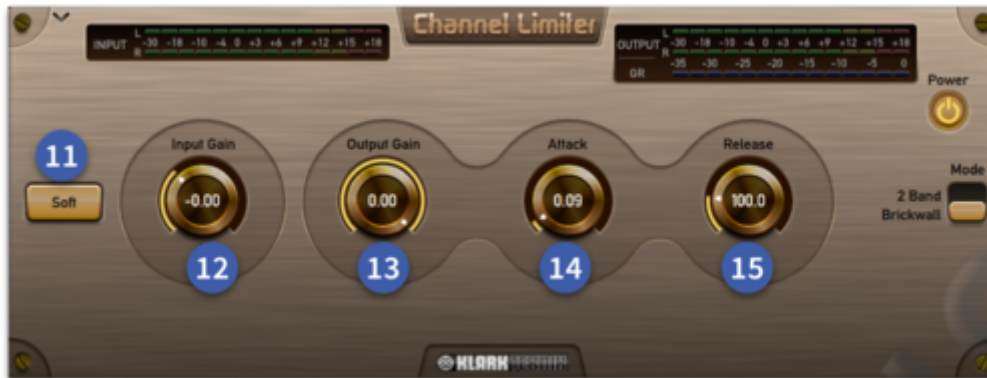 Channel Limiter
INPUT
L -30 -18 -10 -4 0 +3 +6 +9 +12 +15 +18
R
OUTPUT
L -30 -18 -10 -4 0 +3 +6 +9 +12 +15 +18
R
GR -35 -30 -25 -20 -15 -10 -5 0
Power
11
Soft
Input Gain
-0.00
12
Output Gain
0.00
13
Attack
0.09
14
Release
100.0
15
Mode
2 Band
Brickwall
KLARK